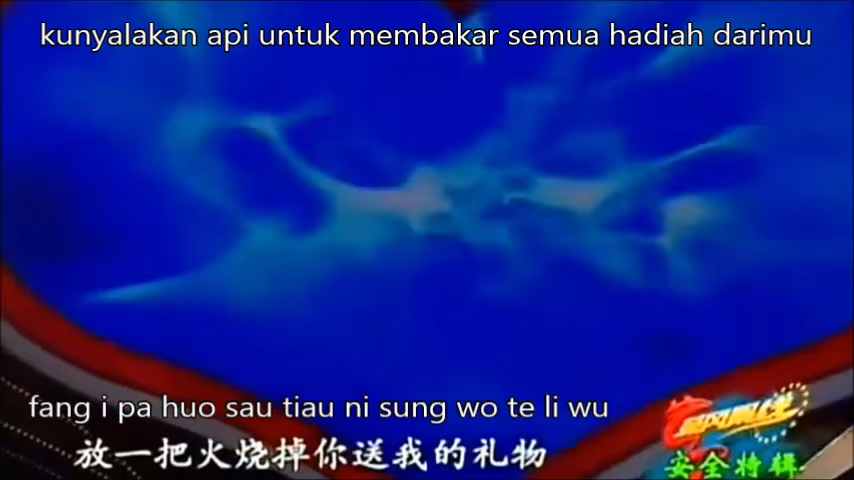 kunyalakan api untuk membakar semua hadiah darimu
fang i pa huo sau tiau ni sung wo te li wu
放一把火烧掉你送我的礼物
安全特辑